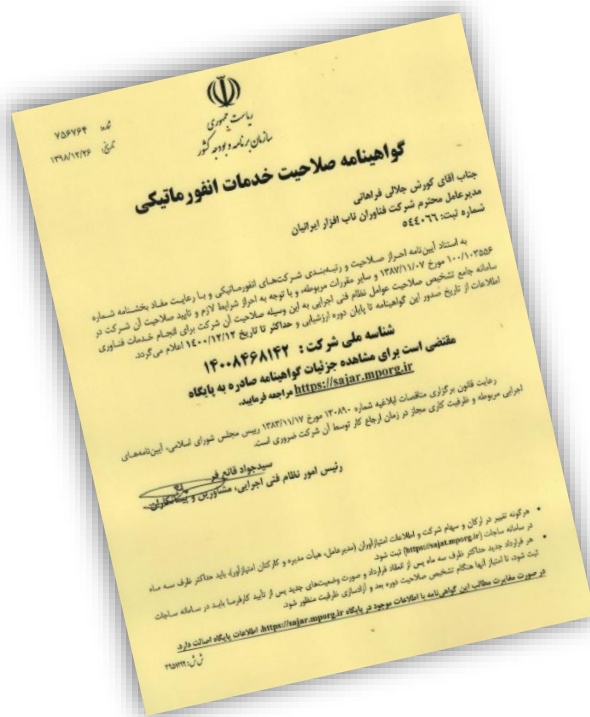 ریاست جمهوری
سازمان برنامه و بودجه کشور
شماره: ۷۵۶۷۶۴
تاریخ: ۱۳۹۸/۱۲/۲۶
گواهینامه صلاحیت خدمات انفورماتیکی
جناب آقای کورش جلالی فراهانی
مدیرعامل محترم شرکت فناوران تاب افزار ایرانیان
شماره ثبت: ٥٤٤٠٦٦
به استناد آیین‌نامه احراز صلاحیت و رتبه‌بندی شرکت‌های انفورماتیکی و با رعایت مفاد بخشنامه شماره
۱۰۰/۱۰۳۵۵۶ مورخ ۱۳۸۷/۱۱/۰۷ و سایر مقررات مربوطه، و با توجه به احراز شرایط لازم و تایید صلاحیت آن شرکت در
سامانه جامع تشخیص صلاحیت عوامل نظام فنی اجرایی به این وسیله صلاحیت آن شرکت برای انجام خدمات فناوری
اطلاعات از تاریخ صدور این گواهینامه تا پایان دوره ارزشیابی و حداکثر تا تاریخ ۱٤۰۰/۱۲/۱۲ اعلام می‌گردد.
شناسه ملی شرکت : ۱۴۰۰۸۴۶۸۱۴۲
مقتضی است برای مشاهده جزئیات گواهینامه صادره به پایگاه
https://sajar.mporg.ir مراجعه فرمایید.
رعایت قانون برگزاری مناقصات ابلاغیه شماره ۱۳۰۸۹۰ مورخ ۱۳۸۳/۱۱/۱۷ رییس مجلس شورای اسلامی، آیین‌نامه‌های
اجرایی مربوطه و ظرفیت کاری مجاز در زمان ارجاع کار توسط آن شرکت ضروری است.
سیدجواد قانع فر
رئیس امور نظام فنی اجرایی، مشاورین و پیمانکاران
• هرگونه تغییر در ارکان و سهام شرکت و اطلاعات امتیازآوران (مدیرعامل، هیأت مدیره و کارکنان امتیازآور)، باید حداکثر ظرف سه ماه
در سامانه ساجات (https://sajat.mporg.ir) ثبت شود.
• هر قرارداد جدید حداکثر ظرف سه ماه پس از انعقاد قرارداد و صورت وضعیت‌های جدید پس از تأیید کارفرما بایـد در سامانه ساجات
ثبت شود، تا امتیاز آنها هنگام تشخیص صلاحیت دوره بعد و آزادسازی ظرفیت منظور شود.
در صورت مغایرت مطالب این گواهی‌نامه با اطلاعات موجود در پایگاه https://sajar.mporg.ir، اطلاعات پایگاه اصالت دارد.